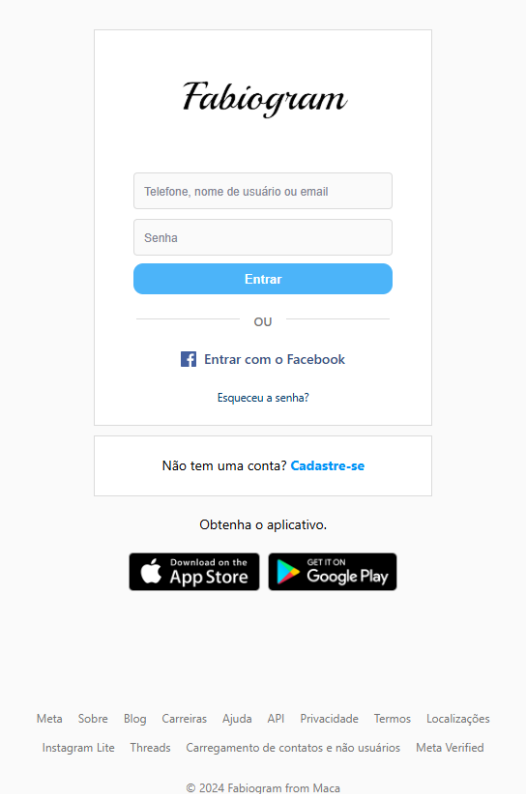 Fabiogram
Telefone, nome de usuário ou email
Senha
Entrar
OU
Entrar com o Facebook
Esqueceu a senha?
Não tem uma conta? Cadastre-se
Obtenha o aplicativo.
Download on the
App Store
GET IT ON
Google Play
Meta Sobre Blog Carreiras Ajuda API Privacidade Termos Localizações
Instagram Lite Threads Carregamento de contatos e não usuários Meta Verified
© 2024 Fabiogram from Maca